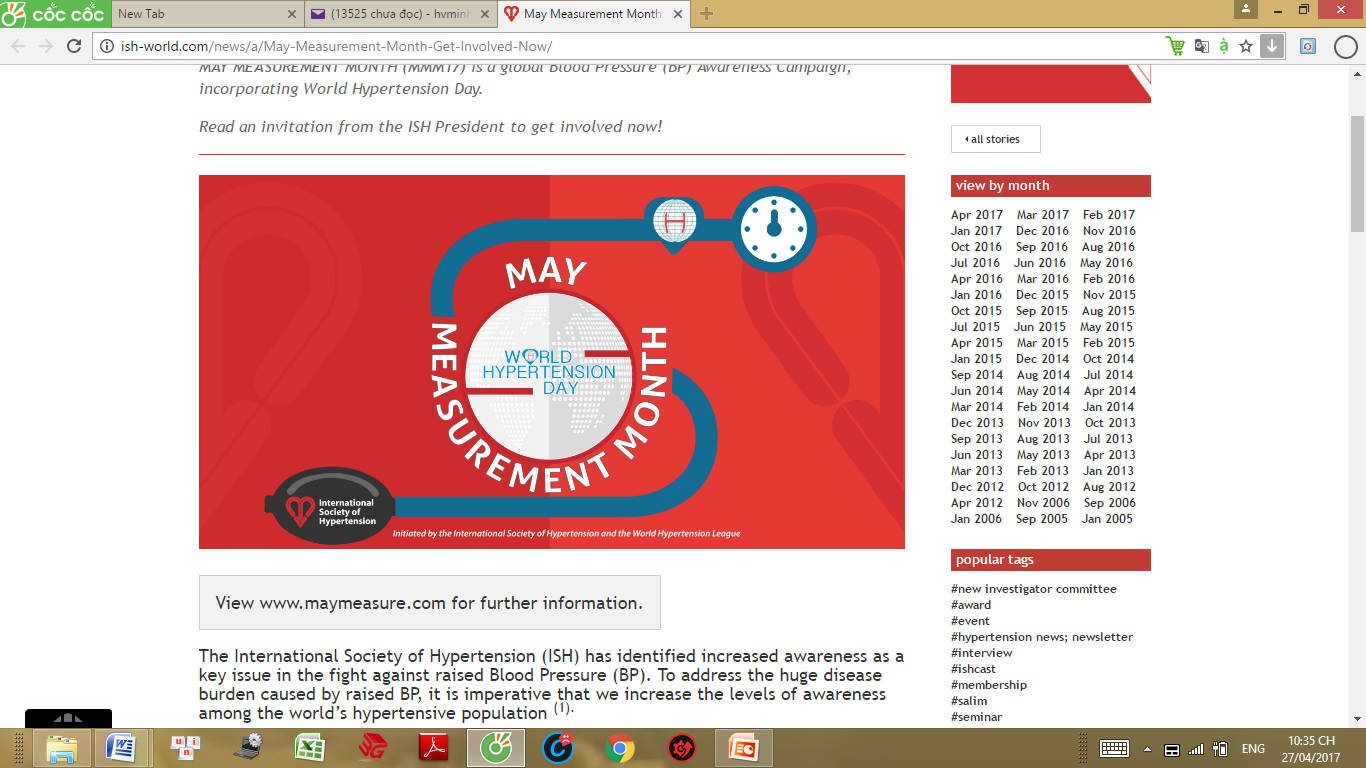 cốc cốc
New Tab
(13525 chưa đọc) - hvminh
May Measurement Month
ish-world.com/news/a/May-Measurement-Month-Get-Involved-Now/
MAY MEASUREMENT MONTH (MMM17) is a global Blood Pressure (BP) Awareness Campaign,
incorporating World Hypertension Day.
Read an invitation from the ISH President to get involved now!
MAY
MEASUREMENT MONTH
WORLD
HYPERTENSION
DAY
H
International
Society of
Hypertension
Initiated by the International Society of Hypertension and the World Hypertension League
View www.maymeasure.com for further information.
The International Society of Hypertension (ISH) has identified increased awareness as a
key issue in the fight against raised Blood Pressure (BP). To address the huge disease
burden caused by raised BP, it is imperative that we increase the levels of awareness
among the world's hypertensive population (1).
all stories
view by month
Apr 2017 Mar 2017 Feb 2017
Jan 2017 Dec 2016 Nov 2016
Oct 2016 Sep 2016 Aug 2016
Jul 2016 Jun 2016 May 2016
Apr 2016 Mar 2016 Feb 2016
Jan 2016 Dec 2015 Nov 2015
Oct 2015 Sep 2015 Aug 2015
Jul 2015 Jun 2015 May 2015
Apr 2015 Mar 2015 Feb 2015
Jan 2015 Dec 2014 Oct 2014
Sep 2014 Aug 2014 Jul 2014
Jun 2014 May 2014 Apr 2014
Mar 2014 Feb 2014 Jan 2014
Dec 2013 Nov 2013 Oct 2013
Sep 2013 Aug 2013 Jul 2013
Jun 2013 May 2013 Apr 2013
Mar 2013 Feb 2013 Jan 2013
Dec 2012 Oct 2012 Aug 2012
Apr 2012 Nov 2006 Sep 2006
Jan 2006 Sep 2005 Jan 2005
popular tags
#new investigator committee
#award
#event
#hypertension news; newsletter
#interview
#ishcast
#membership
#salim
#seminar
ENG
10:35 CH
27/04/2017